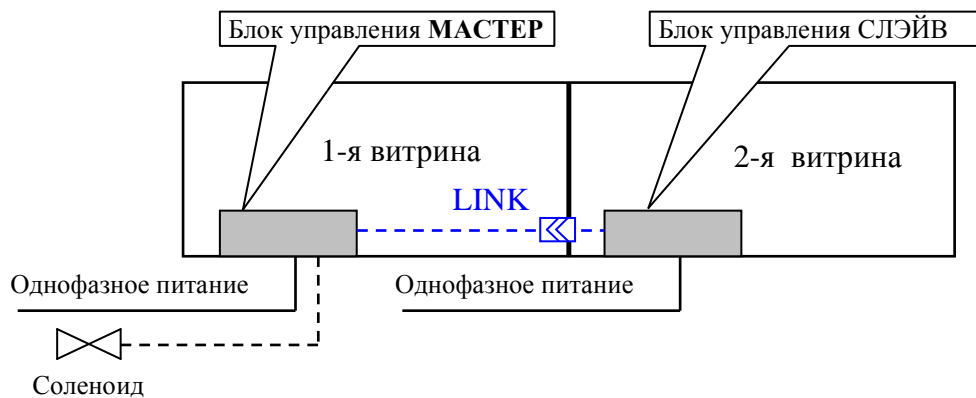 Блок управления МАСТЕР
Блок управления СЛЭЙВ
1-я витрина
2-я витрина
LINK
Однофазное питание
Однофазное питание
Соленоид